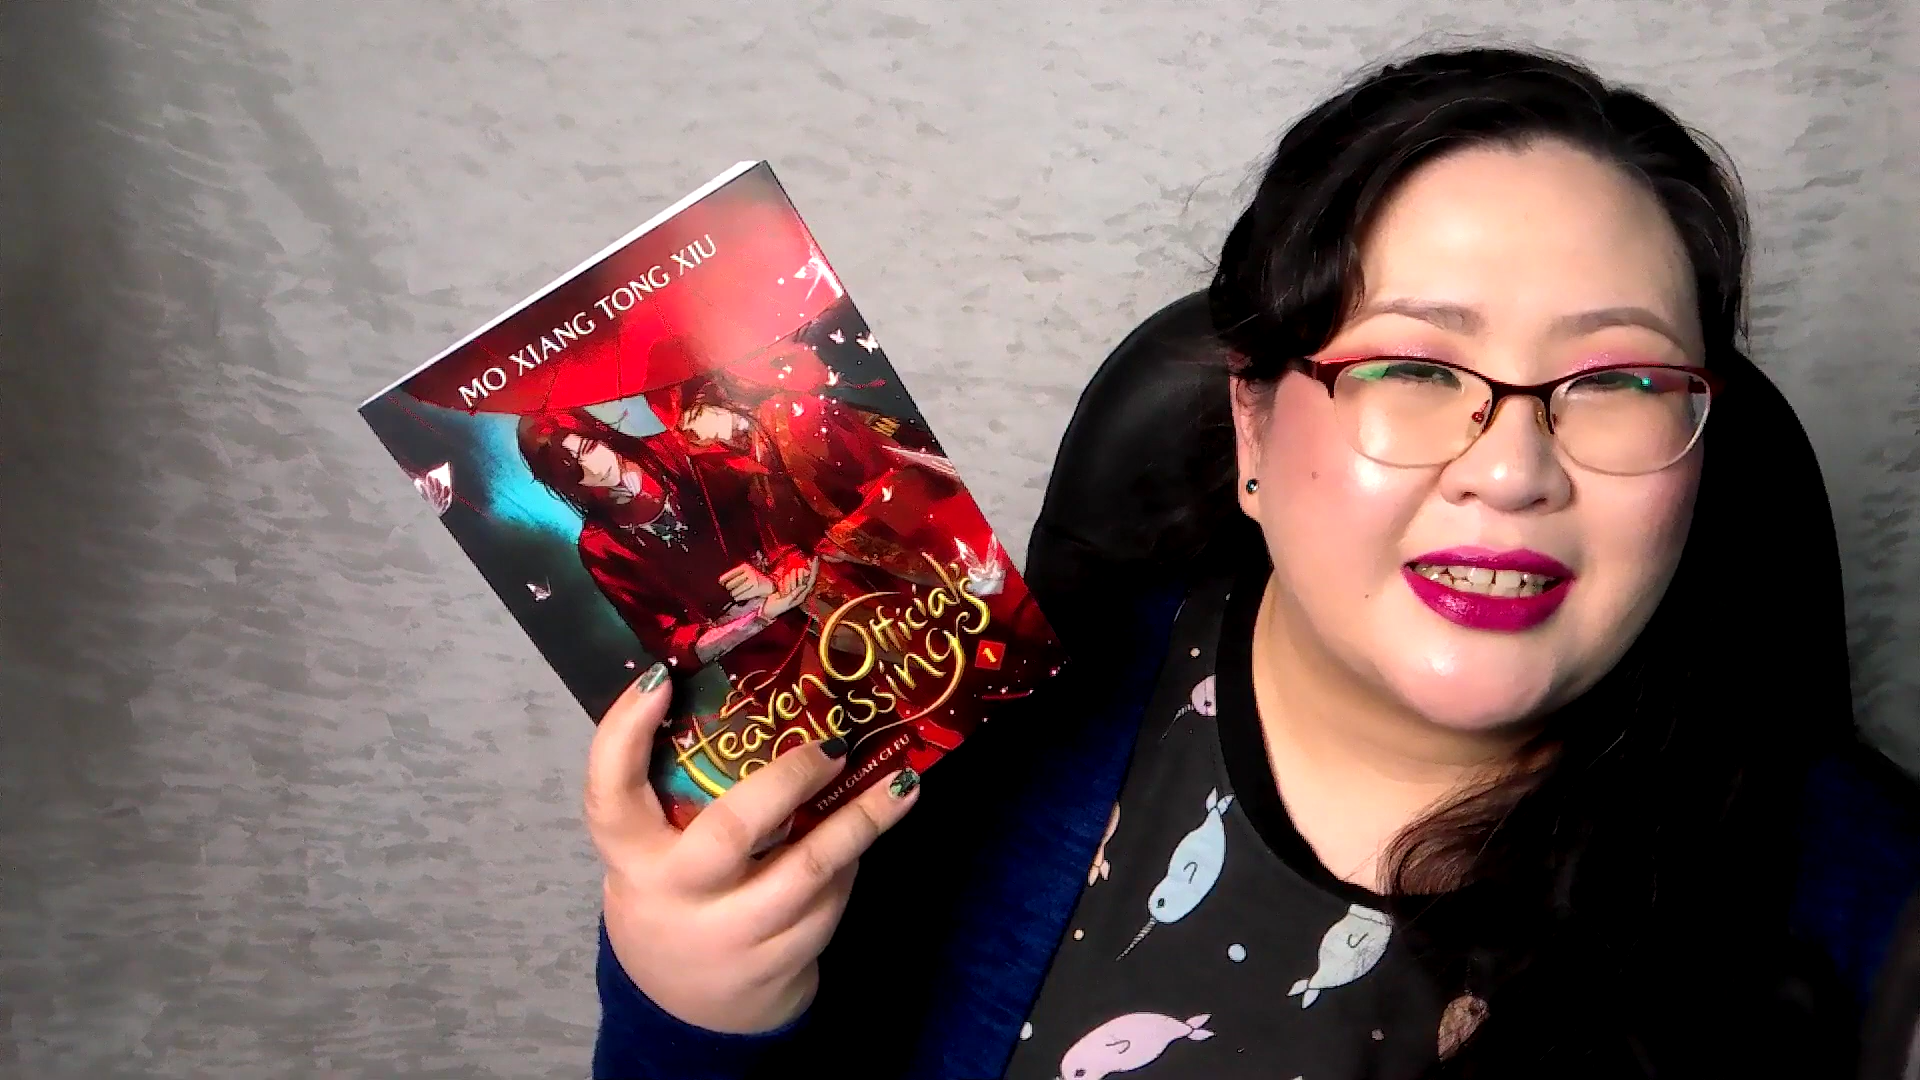 MO XIANG TONG XIU
Heaven Official's
Blessing
1
TIAN GUAN CI FU